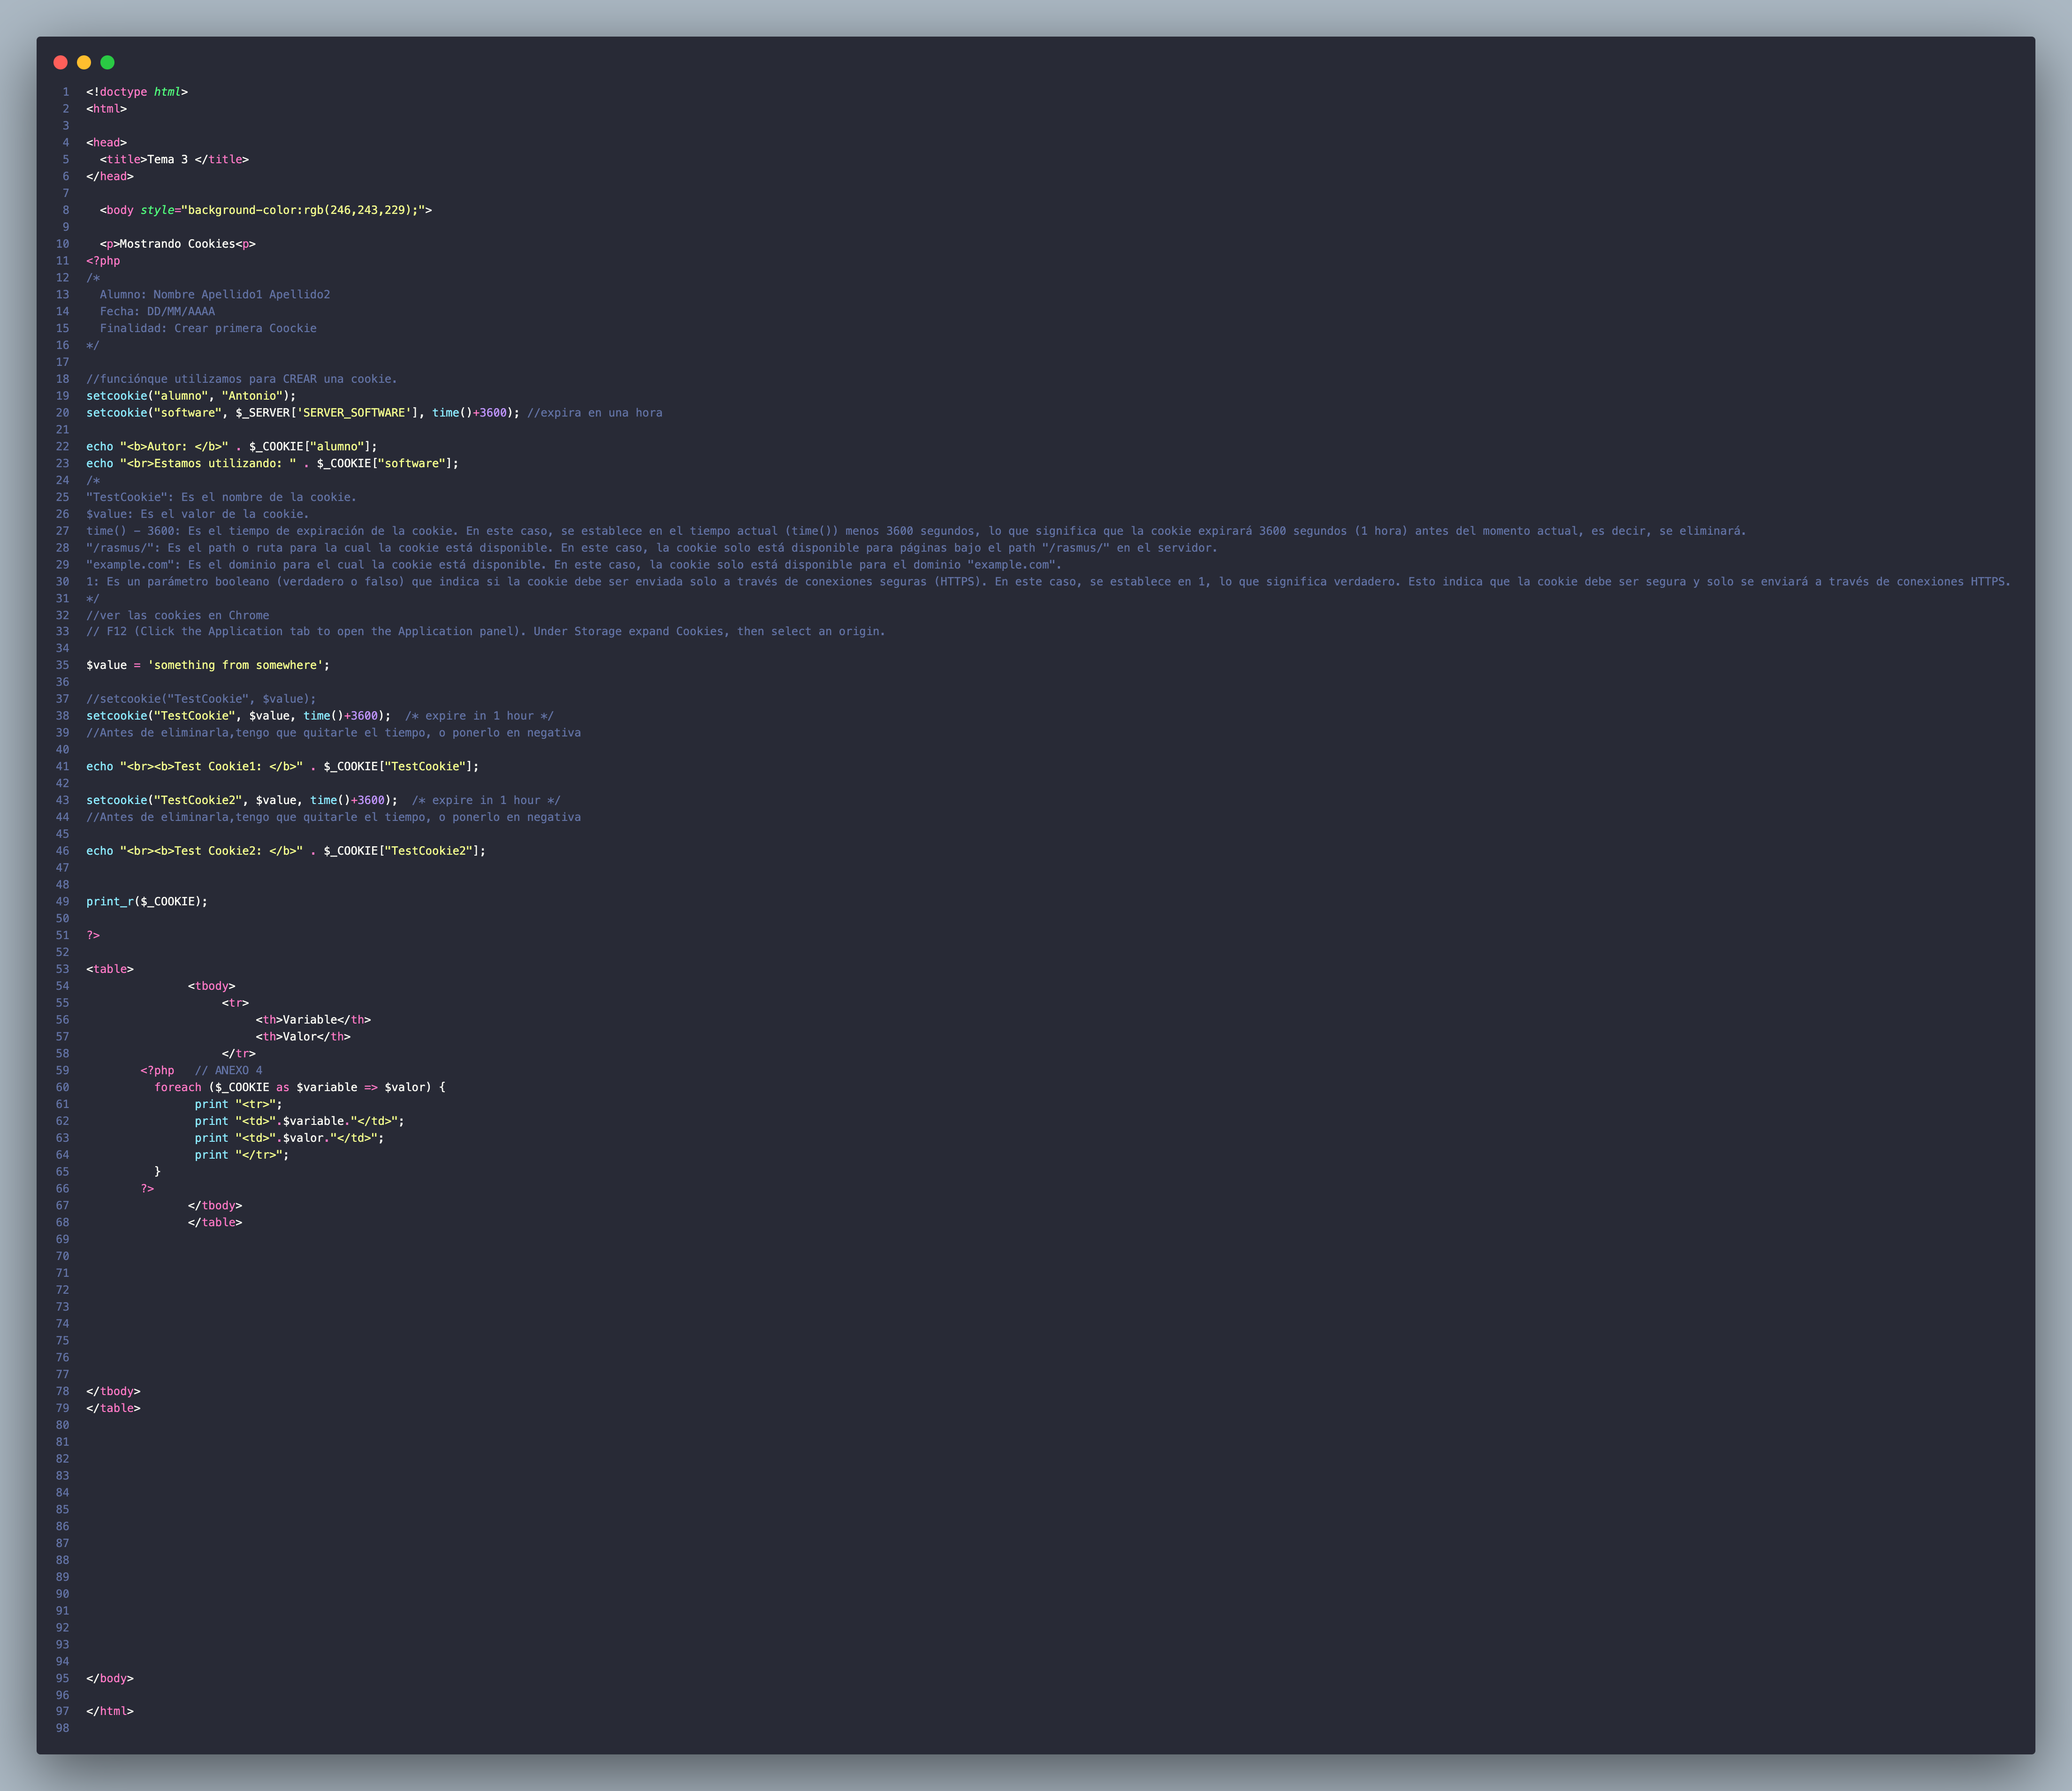 1 <!doctype html>
2 <html>
3
4 <head>
5 <title>Tema 3 </title>
6 </head>
7
8 <body style="background-color:rgb(246,243,229);">
9
10 <p>Mostrando Cookies<p>
11 <?php
12 /*
13 Alumno: Nombre Apellido1 Apellido2
14 Fecha: DD/MM/AAAA
15 Finalidad: Crear primera Coockie
16 */
17
18 //funciónque utilizamos para CREAR una cookie.
19 setcookie("alumno", "Antonio");
20 setcookie("software", $_SERVER['SERVER_SOFTWARE'], time()+3600); //expira en una hora
21
22 echo "<b>Autor: </b>" . $_COOKIE["alumno"];
23 echo "<br>Estamos utilizando: " . $_COOKIE["software"];
24 /*
25 "TestCookie": Es el nombre de la cookie.
26 $value: Es el valor de la cookie.
27 time() - 3600: Es el tiempo de expiración de la cookie. En este caso, se establece en el tiempo actual (time()) menos 3600 segundos, lo que significa que la cookie expirará 3600 segundos (1 hora) antes del momento actual, es decir, se eliminará.
28 "/rasmus/": Es el path o ruta para la cual la cookie está disponible. En este caso, la cookie solo está disponible para páginas bajo el path "/rasmus/" en el servidor.
29 "example.com": Es el dominio para el cual la cookie está disponible. En este caso, la cookie solo está disponible para el dominio "example.com".
30 1: Es un parámetro booleano (verdadero o falso) que indica si la cookie debe ser enviada solo a través de conexiones seguras (HTTPS). En este caso, se establece en 1, lo que significa verdadero. Esto indica que la cookie debe ser segura y solo se enviará a través de conexiones HTTPS.
31 */
32 //ver las cookies en Chrome
33 // F12 (Click the Application tab to open the Application panel). Under Storage expand Cookies, then select an origin.
34
35 $value = 'something from somewhere';
36
37 //setcookie("TestCookie", $value);
38 setcookie("TestCookie", $value, time()+3600); /* expire in 1 hour */
39 //Antes de eliminarla,tengo que quitarle el tiempo, o ponerlo en negativa
40
41 echo "<br><b>Test Cookie1: </b>" . $_COOKIE["TestCookie"];
42
43 setcookie("TestCookie2", $value, time()+3600); /* expire in 1 hour */
44 //Antes de eliminarla,tengo que quitarle el tiempo, o ponerlo en negativa
45
46 echo "<br><b>Test Cookie2: </b>" . $_COOKIE["TestCookie2"];
47
48
49 print_r($_COOKIE);
50
51 ?>
52
53 <table>
54 <tbody>
55 <tr>
56 <th>Variable</th>
57 <th>Valor</th>
58 </tr>
59 <?php // ANEXO 4
60 foreach ($_COOKIE as $variable => $valor) {
61 print "<tr>";
62 print "<td>".$variable."</td>";
63 print "<td>".$valor."</td>";
64 print "</tr>";
65 }
66 ?>
67 </tbody>
68 </table>
69
70
71
72
73
74
75
76
77
78 </tbody>
79 </table>
80
81
82
83
84
85
86
87
88
89
90
91
92
93
94
95 </body>
96
97 </html>
98